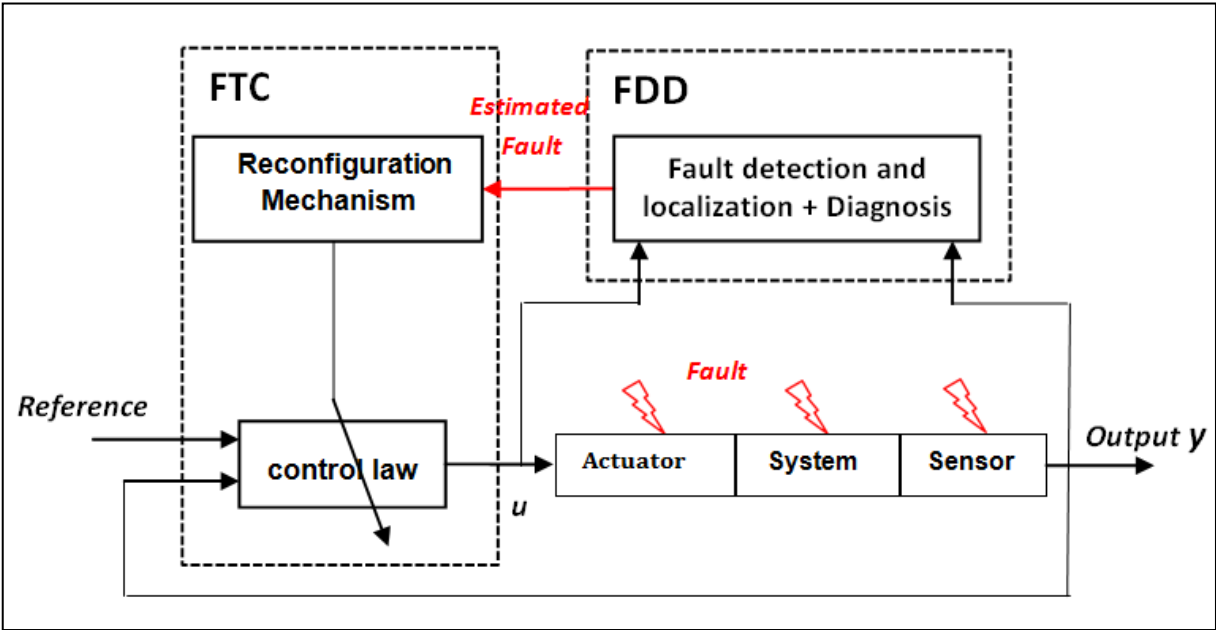 FTC
FDD
Estimated
Fault
Reconfiguration
Mechanism
Fault detection and
localization + Diagnosis
Fault
Reference
Output y
control law
Actuator
System
Sensor
u